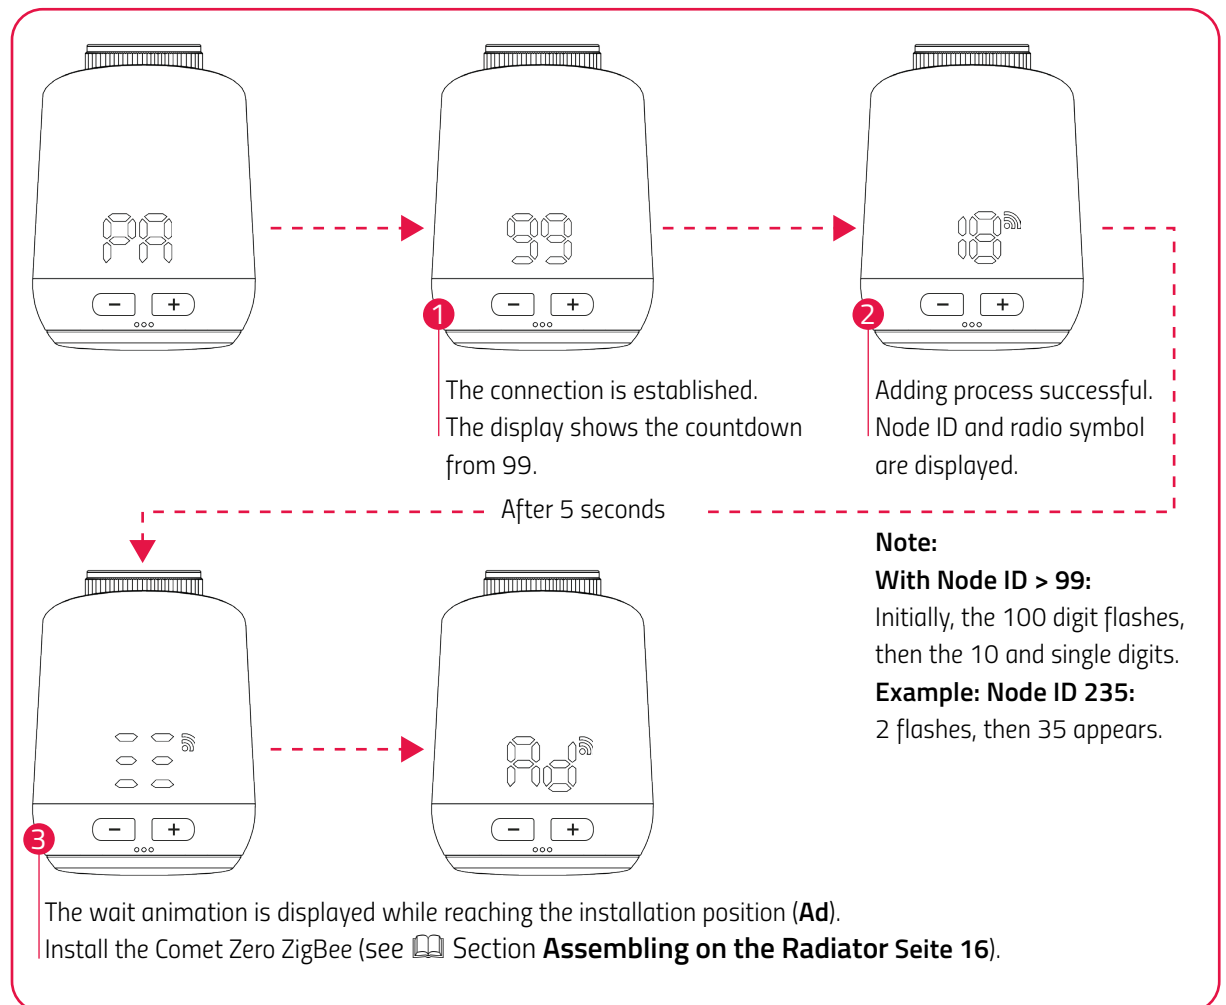 PA
99
18
− +
− +
− +
1
2
The connection is established.
The display shows the countdown
from 99.
Adding process successful.
Node ID and radio symbol
are displayed.
After 5 seconds
Note:
With Node ID > 99:
Initially, the 100 digit flashes,
then the 10 and single digits.
Example: Node ID 235:
2 flashes, then 35 appears.
Ad
− +
− +
3
The wait animation is displayed while reaching the installation position (Ad).
Install the Comet Zero ZigBee (see Section Assembling on the Radiator Seite 16).